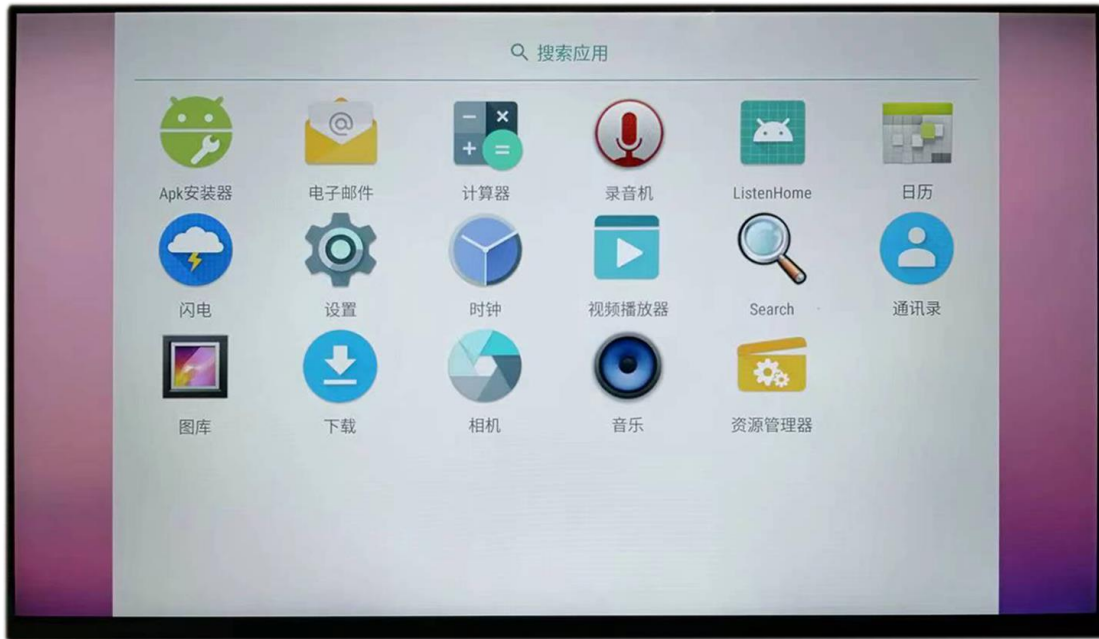 搜索应用
Apk安装器
电子邮件
计算器
录音机
ListenHome
日历
闪电
设置
时钟
视频播放器
Search
通讯录
图库
下载
相机
音乐
资源管理器